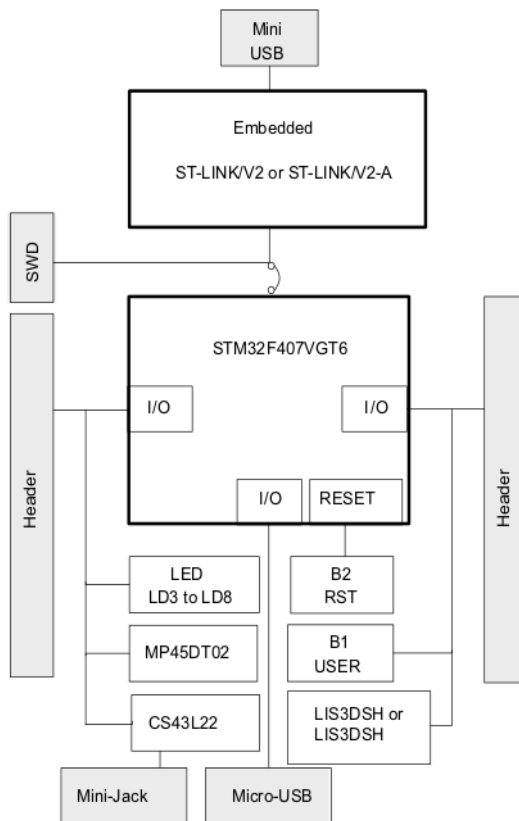 Mini
USB
Embedded
ST-LINK/V2 or ST-LINK/V2-A
SWD
STM32F407VGT6
I/O
I/O
I/O
RESET
Header
Header
LED
LD3 to LD8
B2
RST
MP45DT02
B1
USER
CS43L22
LIS3DSH or
LIS3DSH
Mini-Jack
Micro-USB